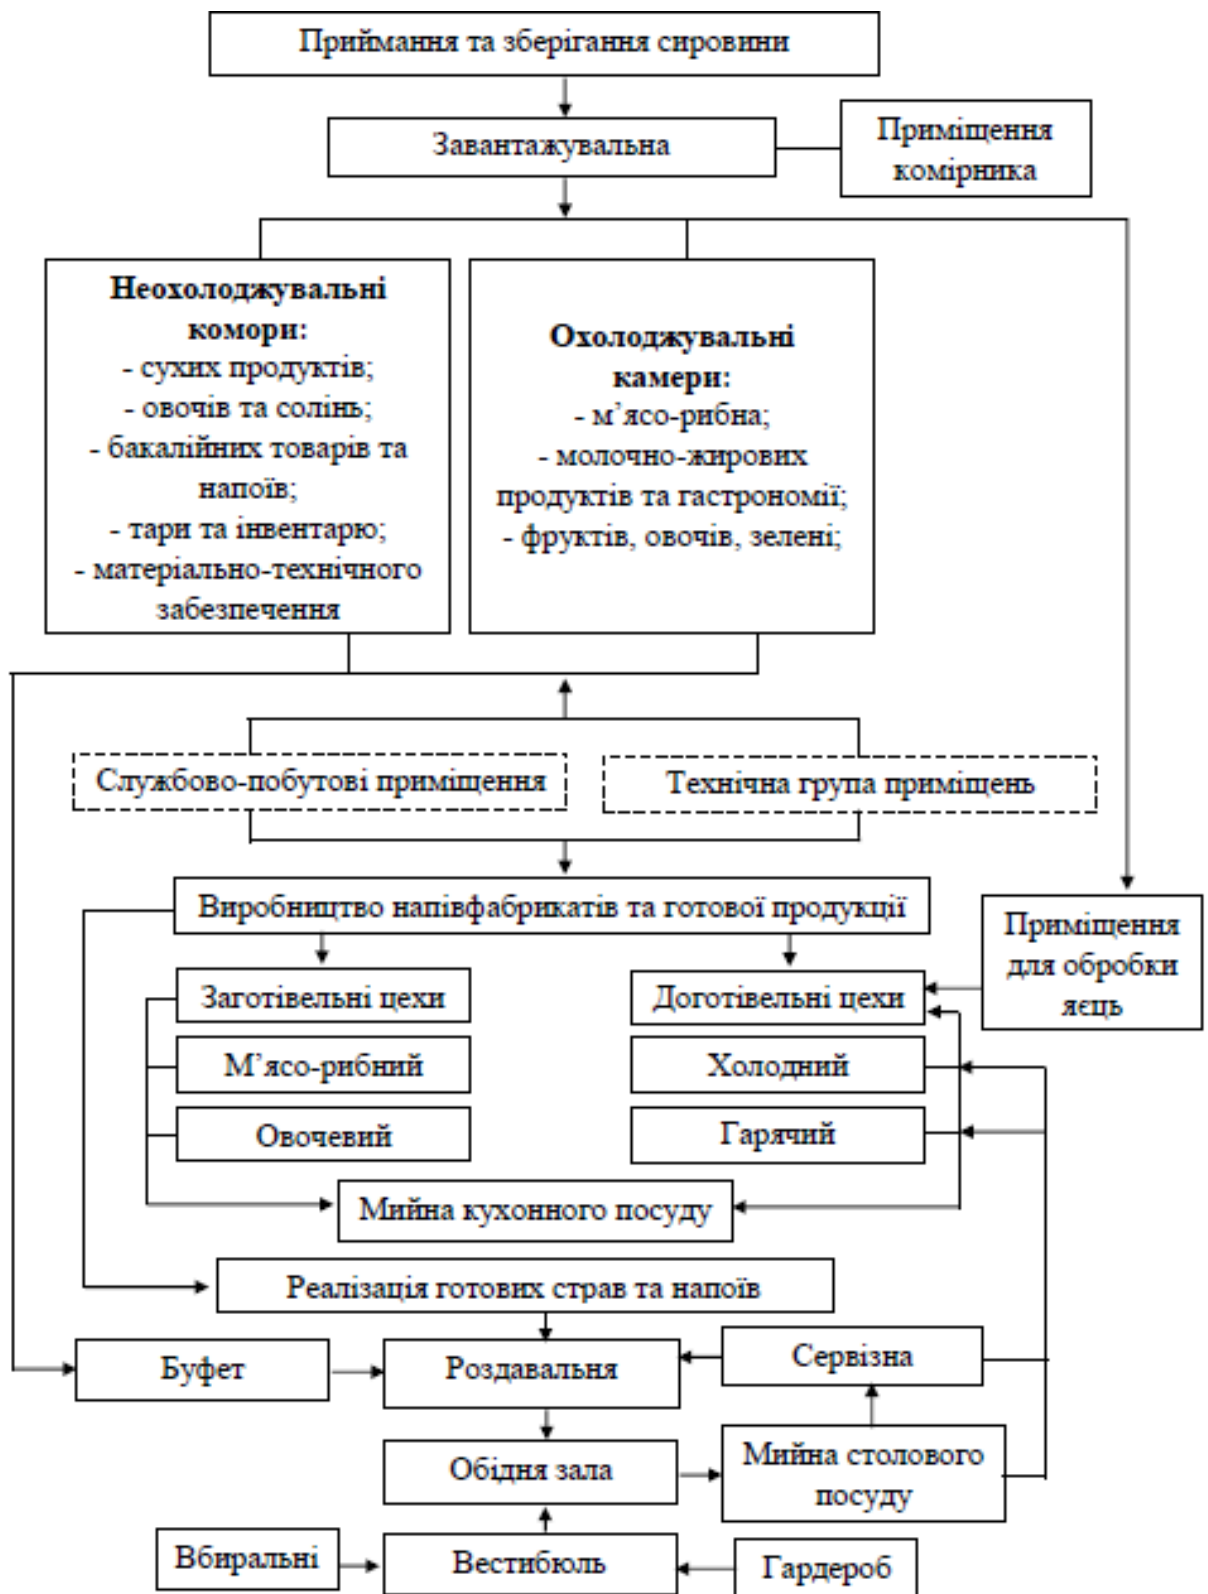 Приймання та зберігання сировини
Завантажувальна
Приміщення
комірника
Неохолоджувальні
комори:
- сухих продуктів;
- овочів та солінь;
- бакалійних товарів та
напоїв;
- тари та інвентарю;
- матеріально-технічного
забезпечення
Охолоджувальні
камери:
- м’ясо-рибна;
- молочно-жирових
продуктів та гастрономії;
- фруктів, овочів, зелені;
Службово-побутові приміщення
Технічна група приміщень
Виробництво напівфабрикатів та готової продукції
Приміщення
для обробки
яєць
Заготівельні цехи
Доготівельні цехи
М’ясо-рибний
Холодний
Овочевий
Гарячий
Мийна кухонного посуду
Реалізація готових страв та напоїв
Буфет
Роздавальня
Сервізна
Обідня зала
Мийна столового
посуду
Вбиральні
Вестибюль
Гардероб